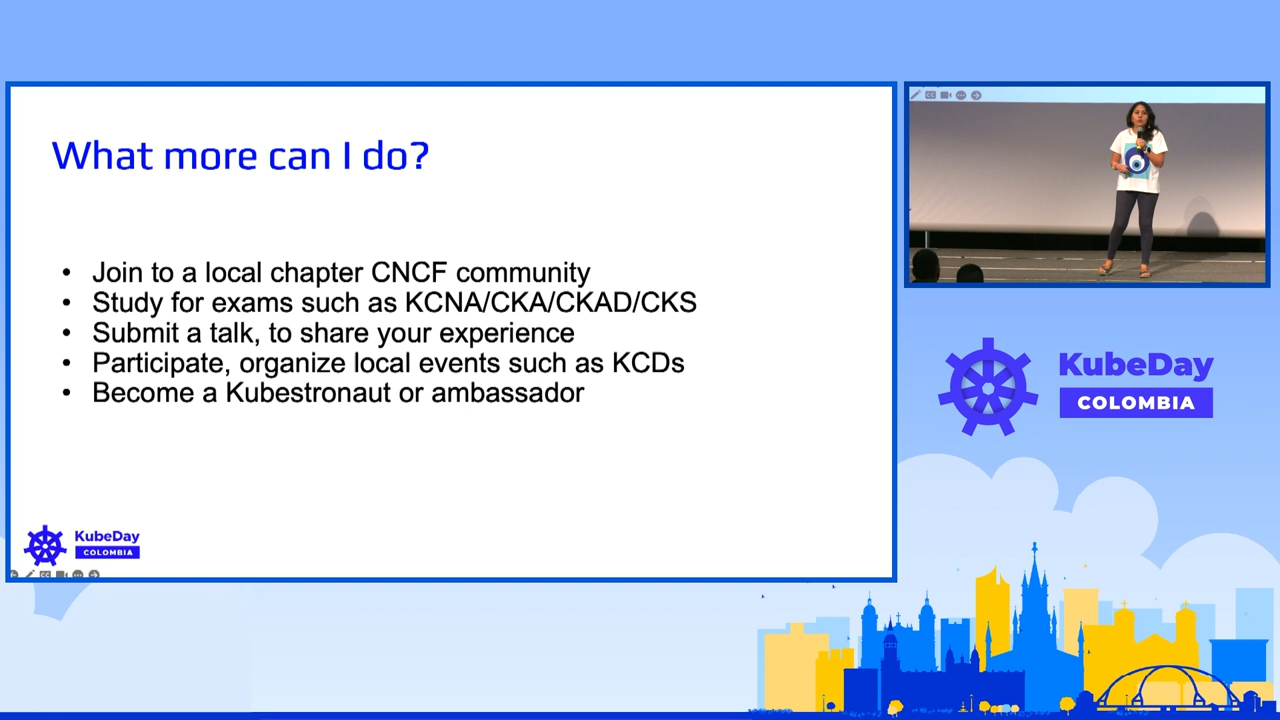 What more can I do?
• Join to a local chapter CNCF community
• Study for exams such as KCNA/CKA/CKAD/CKS
• Submit a talk, to share your experience
• Participate, organize local events such as KCDs
• Become a Kubestronaut or ambassador
KubeDay
COLOMBIA
KubeDay
COLOMBIA